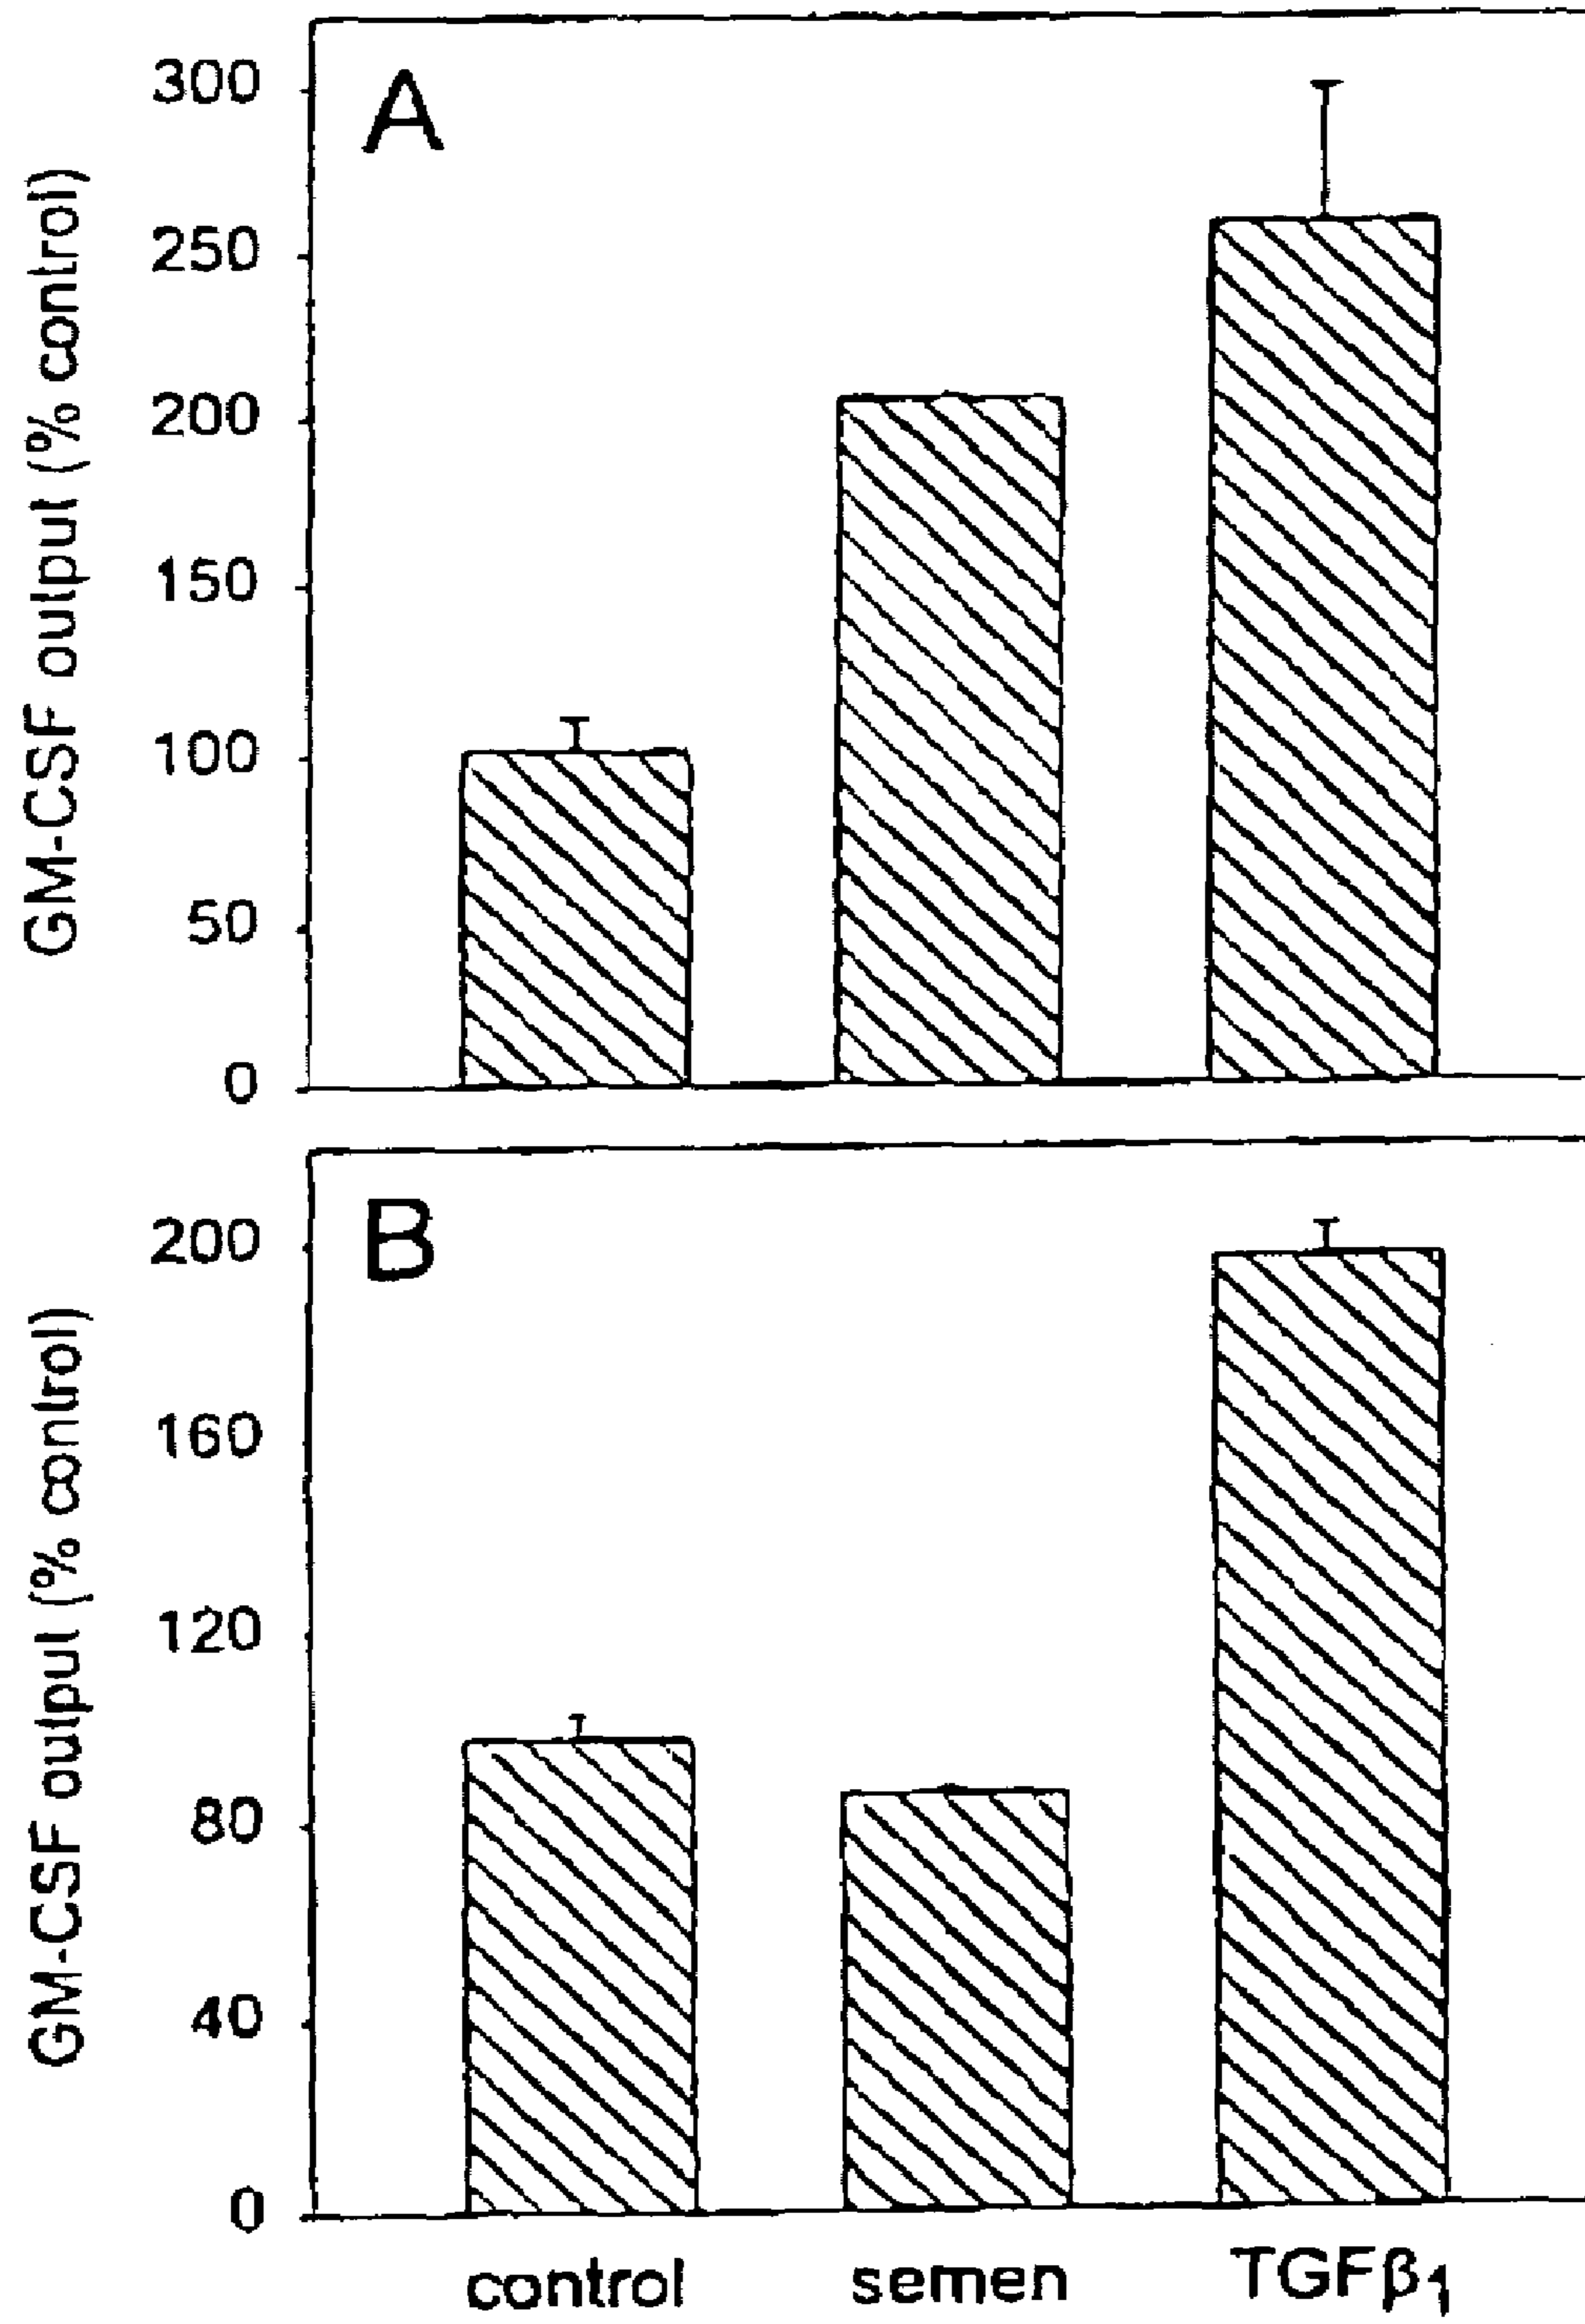 A
GM-CSF output (% control)
300
250
200
150
100
50
0
B
GM-CSF output (% control)
200
160
120
80
40
0
control semen TGFβ1